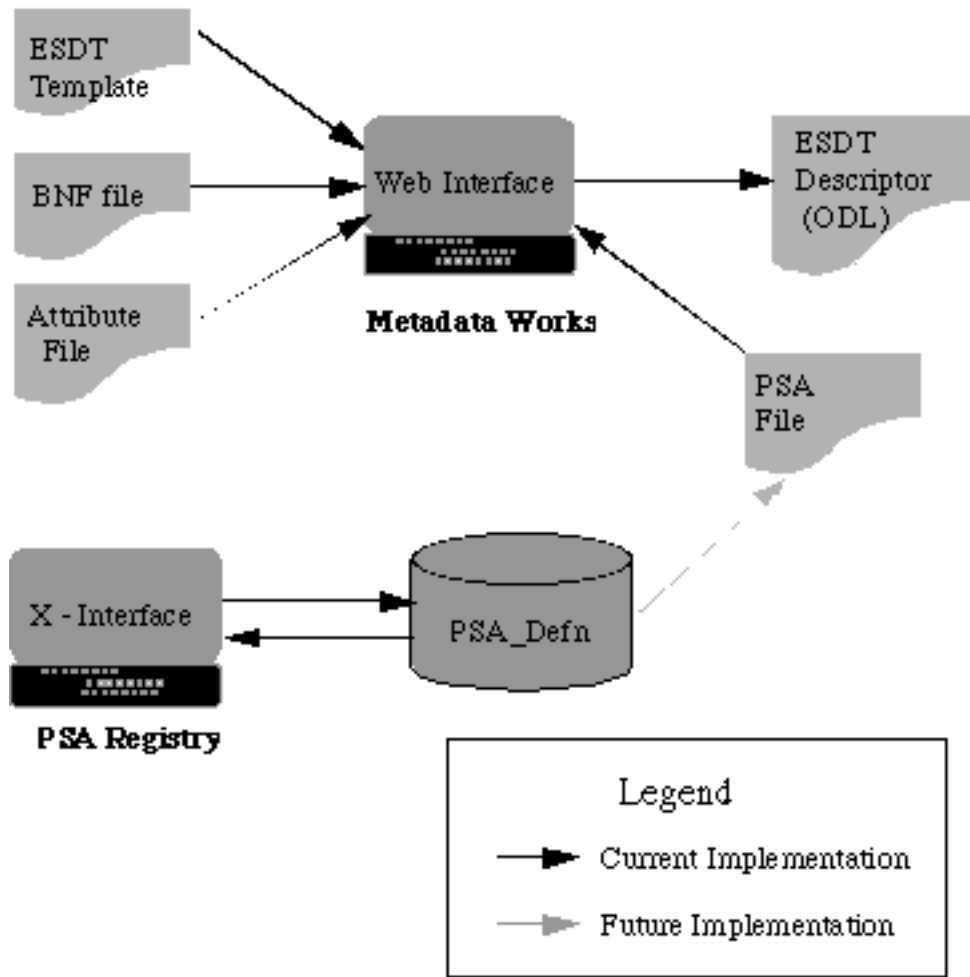 ESDT
Template
BNF file
Attribute
File
Web Interface
Metadata Works
ESDT
Descriptor
(ODL)
PSA
File
X - Interface
PSA Registry
PSA_Defn
Legend
Current Implementation
Future Implementation